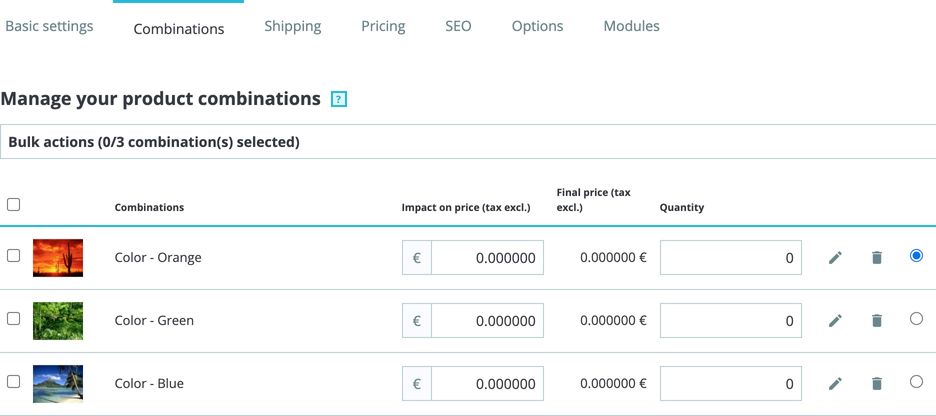 Basic settings Combinations Shipping Pricing SEO Options Modules
Manage your product combinations ?
Bulk actions (0/3 combination(s) selected)
Combinations Impact on price (tax excl.) Final price (tax excl.) Quantity
Color - Orange € 0.000000 0.000000 € 0
Color - Green € 0.000000 0.000000 € 0
Color - Blue € 0.000000 0.000000 € 0